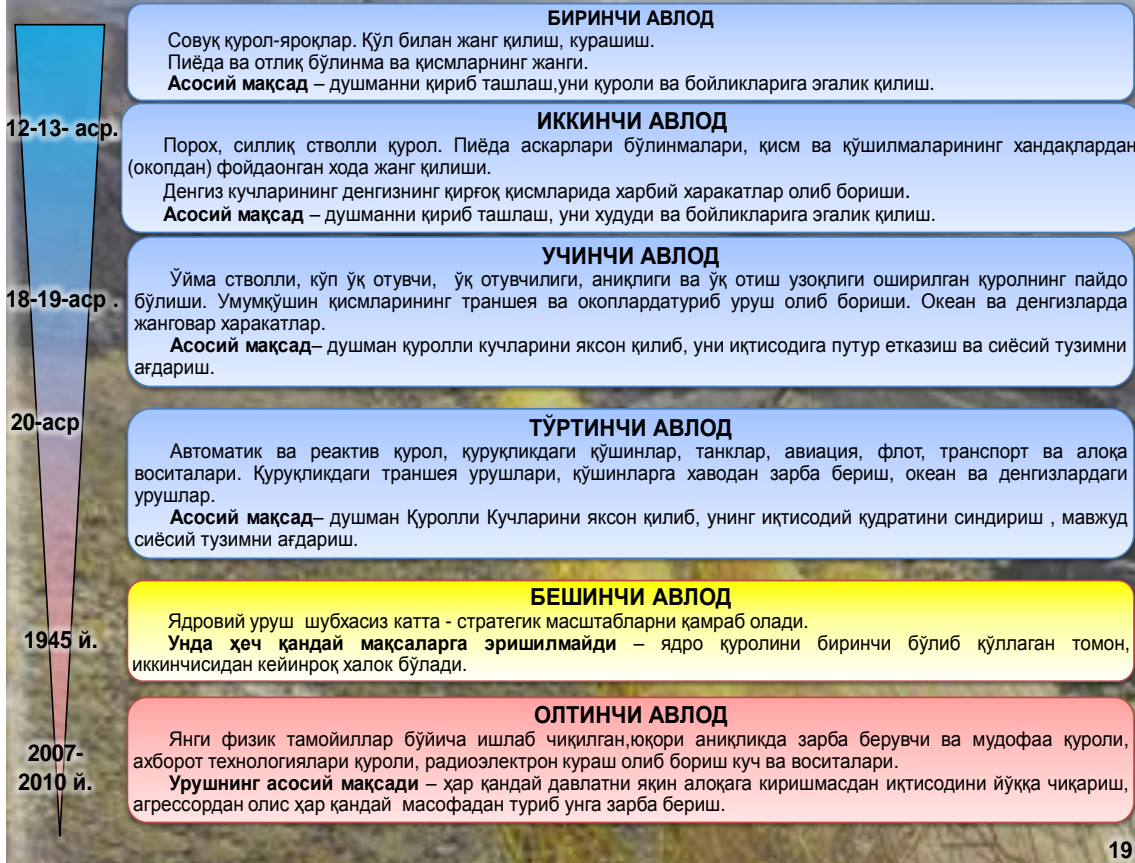 БИРИНЧИ АВЛОД
Совуқ қурол-яроқлар. Қўл билан жанг қилиш, курашиш.
Пиёда ва отлиқ бўлинма ва қисмларнинг жанги.
Асосий мақсад – душманни қириб ташлаш,уни қуроли ва бойликларига эгалик қилиш.
12-13- аср.
ИККИНЧИ АВЛОД
Порох, силлиқ стволли қурол. Пиёда аскарлари бўлинмалари, қисм ва қўшилмаларининг хандақлардан
(окопдан) фойдаонган хода жанг қилиши.
Денгиз кучларининг денгизнинг қирғоқ қисмларида харбий харакатлар олиб бориши.
Асосий мақсад – душманни қириб ташлаш, уни худуди ва бойликларига эгалик қилиш.
18-19-аср .
УЧИНЧИ АВЛОД
Ўйма стволли, кўп ўқ отувчи, ўқ отувчилиги, аниқлиги ва ўқ отиш узоқлиги оширилган қуролнинг пайдо
бўлиши. Умумқўшин қисмларининг траншея ва окоплардатуриб уруш олиб бориши. Океан ва денгизларда
жанговар харакатлар.
Асосий мақсад– душман қуролли кучларини яксон қилиб, уни иқтисодига путур етказиш ва сиёсий тузимни
ағдариш.
20-аср
ТЎРТИНЧИ АВЛОД
Автоматик ва реактив қурол, қуруқликдаги қўшинлар, танклар, авиация, флот, транспорт ва алоқа
воситалари. Қуруқликдаги траншея урушлари, қўшинларга хаводан зарба бериш, океан ва денгизлардаги
урушлар.
Асосий мақсад– душман Қуролли Кучларини яксон қилиб, унинг иқтисодий қудратини синдириш , мавжуд
сиёсий тузимни ағдариш.
1945 й.
БЕШИНЧИ АВЛОД
Ядровий уруш шубхасиз катта - стратегик масштабларни қамраб олади.
Унда ҳеч қандай мақсаларга эришилмайди – ядро қуролини биринчи бўлиб қўллаган томон,
иккинчисидан кейинроқ халок бўлади.
2007-
2010 й.
ОЛТИНЧИ АВЛОД
Янги физик тамойиллар бўйича ишлаб чиқилган,юқори аниқликда зарба берувчи ва мудофаа қуроли,
ахборот технологиялари қуроли, радиоэлектрон кураш олиб бориш куч ва воситалари.
Урушнинг асосий мақсади – ҳар қандай давлатни яқин алоқага киришмасдан иқтисодини йўққа чиқариш,
агрессордан олис ҳар қандай масофадан туриб унга зарба бериш.
19